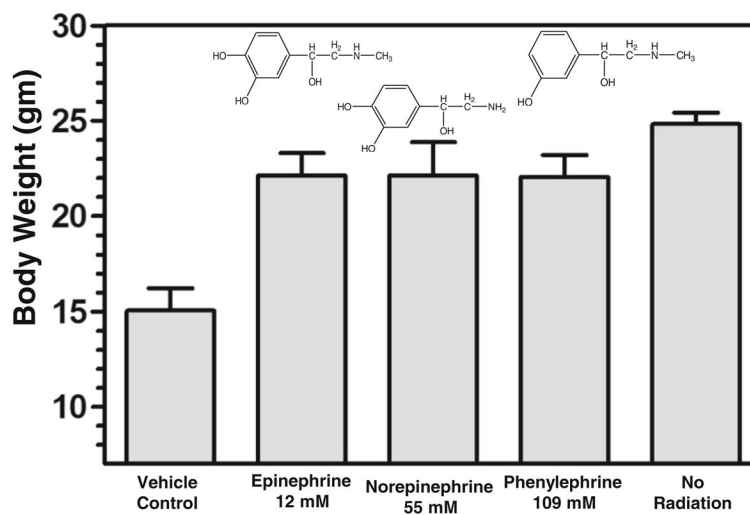 30
25
20
15
10
Body Weight (gm)
HO
HO
H
C
OH
H2
C
N
H
CH3
HO
HO
H
C
OH
H2
C
NH2
HO
H
C
OH
H2
C
N
H
CH3
Vehicle
Control
Epinephrine
12 mM
Norepinephrine
55 mM
Phenylephrine
109 mM
No
Radiation